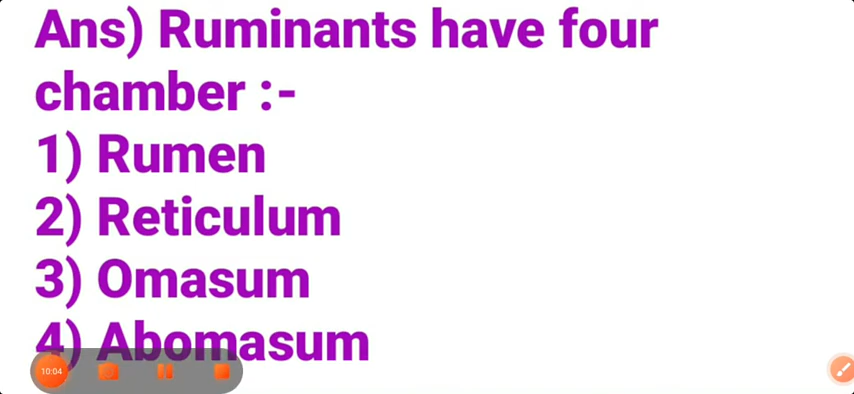 Ans) Ruminants have four
chamber :-
1) Rumen
2) Reticulum
3) Omasum
4) Abomasum
10:04